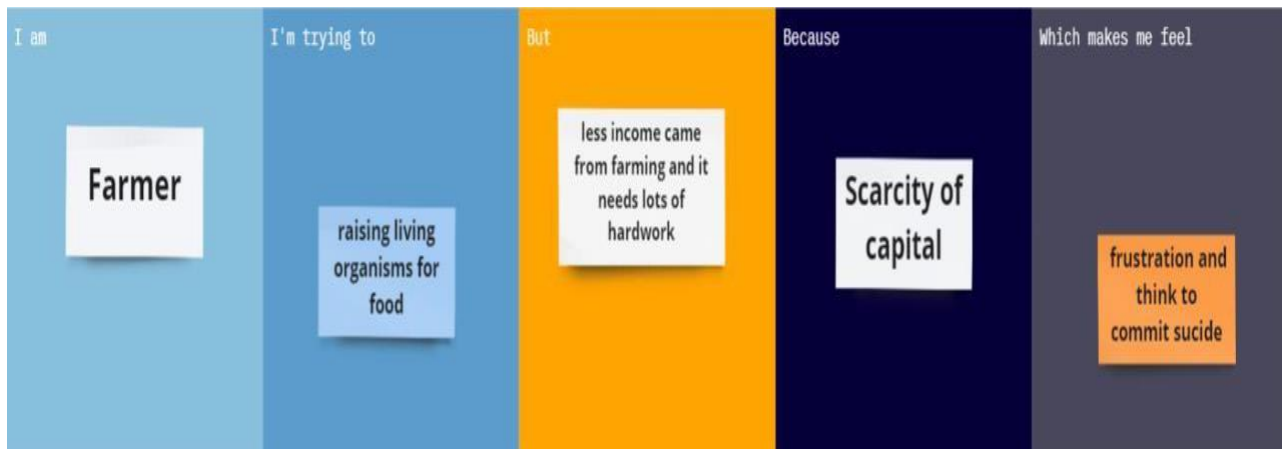 I am
Farmer
I'm trying to
raising living
organisms for
food
But
less income came
from farming and it
needs lots of
hardwork
Because
Scarcity of
capital
Which makes me feel
frustration and
think to
commit sucide